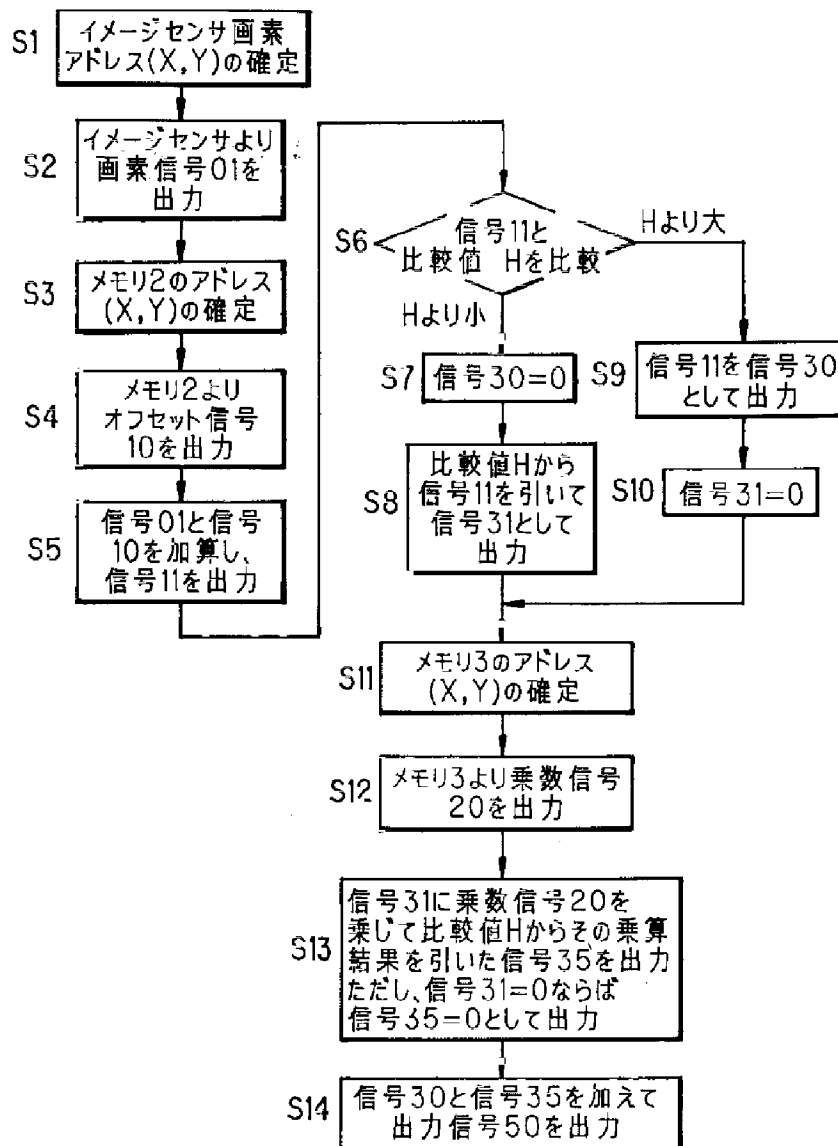 S1
イメージセンサ画素
アドレス(X,Y)の確定
S2
イメージセンサより
画素信号01を
出力
S3
メモリ2のアドレス
(X,Y)の確定
S4
メモリ2より
オフセット信号
10を出力
S5
信号01と信号
10を加算し、
信号11を出力
S6
信号11と
比較値 Hを比較
Hより大
Hより小
S7
信号30=0
S8
比較値Hから
信号11を引いて
信号31として
出力
S9
信号11を信号30
として出力
S10
信号31=0
S11
メモリ3のアドレス
(X,Y)の確定
S12
メモリ3より乗数信号
20を出力
S13
信号31に乗数信号20を
乗じて比較値Hからその乗算
結果を引いた信号35を出力
ただし、信号31=0ならば
信号35=0として出力
S14
信号30と信号35を加えて
出力信号50を出力